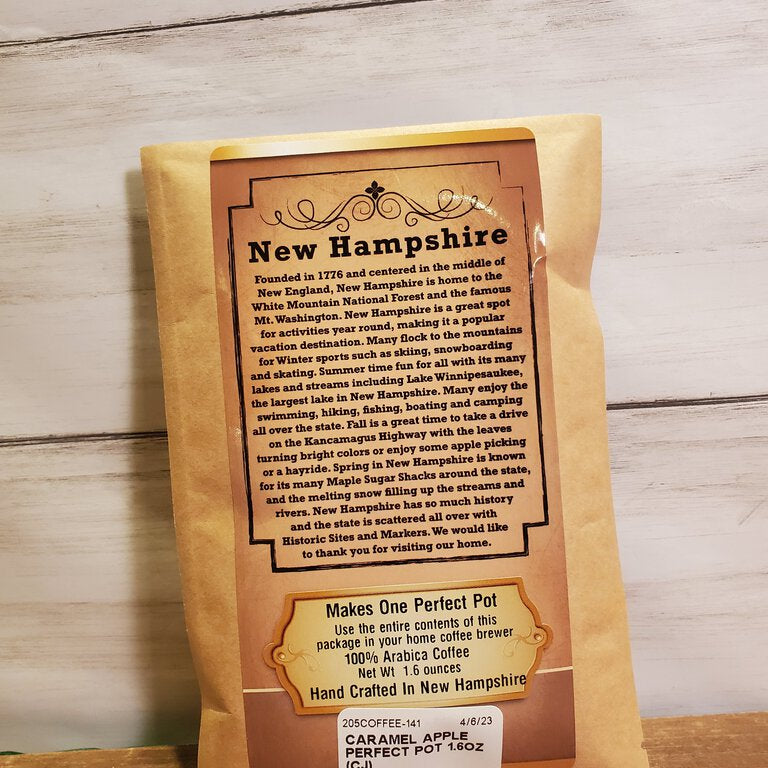 New Hampshire
Founded in 1776 and centered in the middle of
New England, New Hampshire is home to the
White Mountain National Forest and the famous
Mt. Washington. New Hampshire is a great spot
for activities year round, making it a popular
vacation destination. Many flock to the mountains
for Winter sports such as skiing, snowboarding
and skating. Summer time fun for all with its many
lakes and streams including Lake Winnipesaukee,
the largest lake in New Hampshire. Many enjoy the
swimming, hiking, fishing, boating and camping
all over the state. Fall is a great time to take a drive
on the Kancamagus Highway with the leaves
turning bright colors or enjoy some apple picking
or a hayride. Spring in New Hampshire is known
for its many Maple Sugar Shacks around the state,
and the melting snow filling up the streams and
rivers. New Hampshire has so much history
and the state is scattered all over with
Historic Sites and Markers. We would like
to thank you for visiting our home.
Makes One Perfect Pot
Use the entire contents of this
package in your home coffee brewer
100% Arabica Coffee
Net Wt 1.6 ounces
Hand Crafted In New Hampshire
205COFFEE-141 4/6/23
CARAMEL APPLE
PERFECT POT 1.6OZ
(CJ)